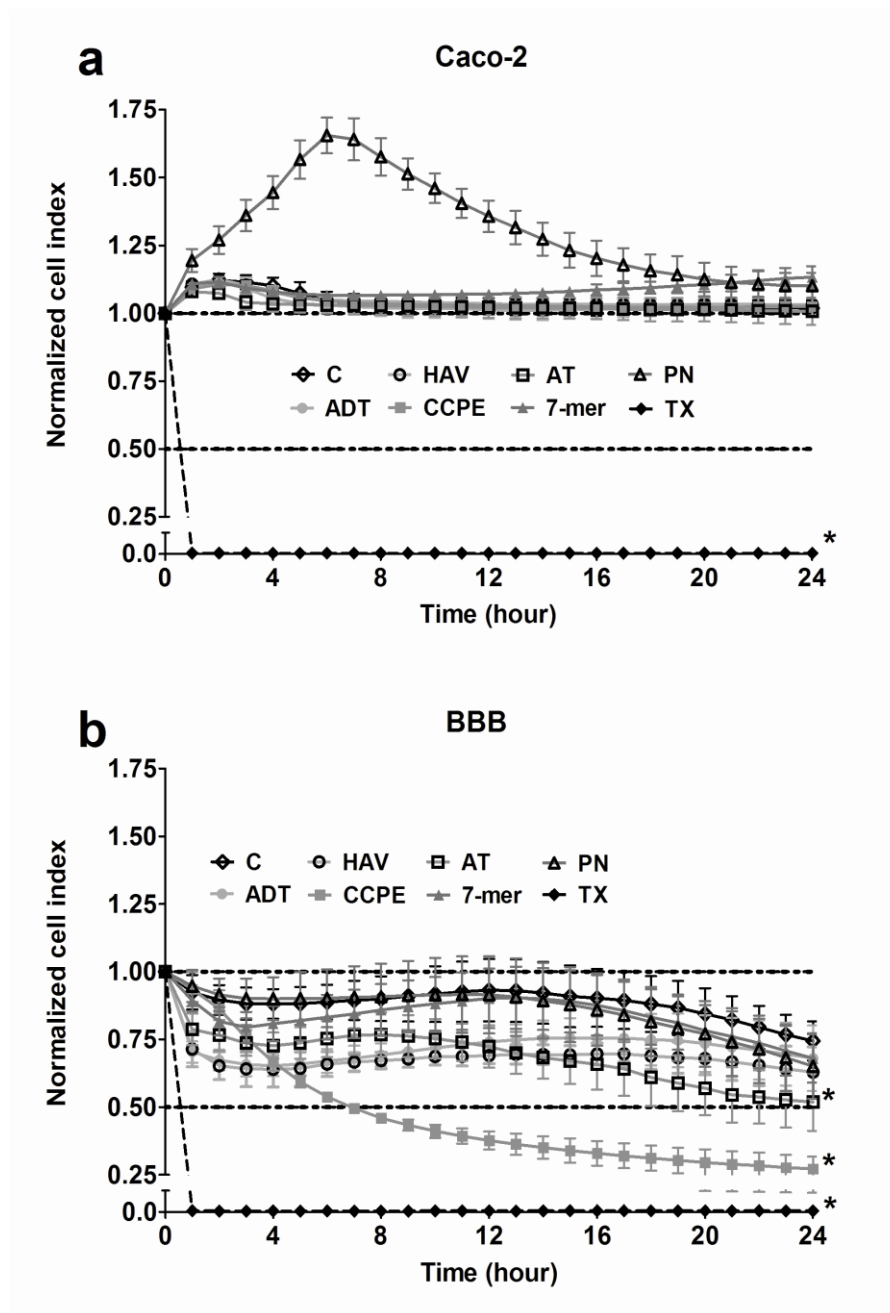 a
Caco-2
Normalized cell index
1.75
1.50
1.25
1.00
0.75
0.50
0.25
0.0
C HAV AT PN
ADT CCPE 7-mer TX
*
0 4 8 12 16 20 24
Time (hour)
b
BBB
Normalized cell index
1.75
1.50
1.25
1.00
0.75
0.50
0.25
0.0
C HAV AT PN
ADT CCPE 7-mer TX
*
*
*
0 4 8 12 16 20 24
Time (hour)